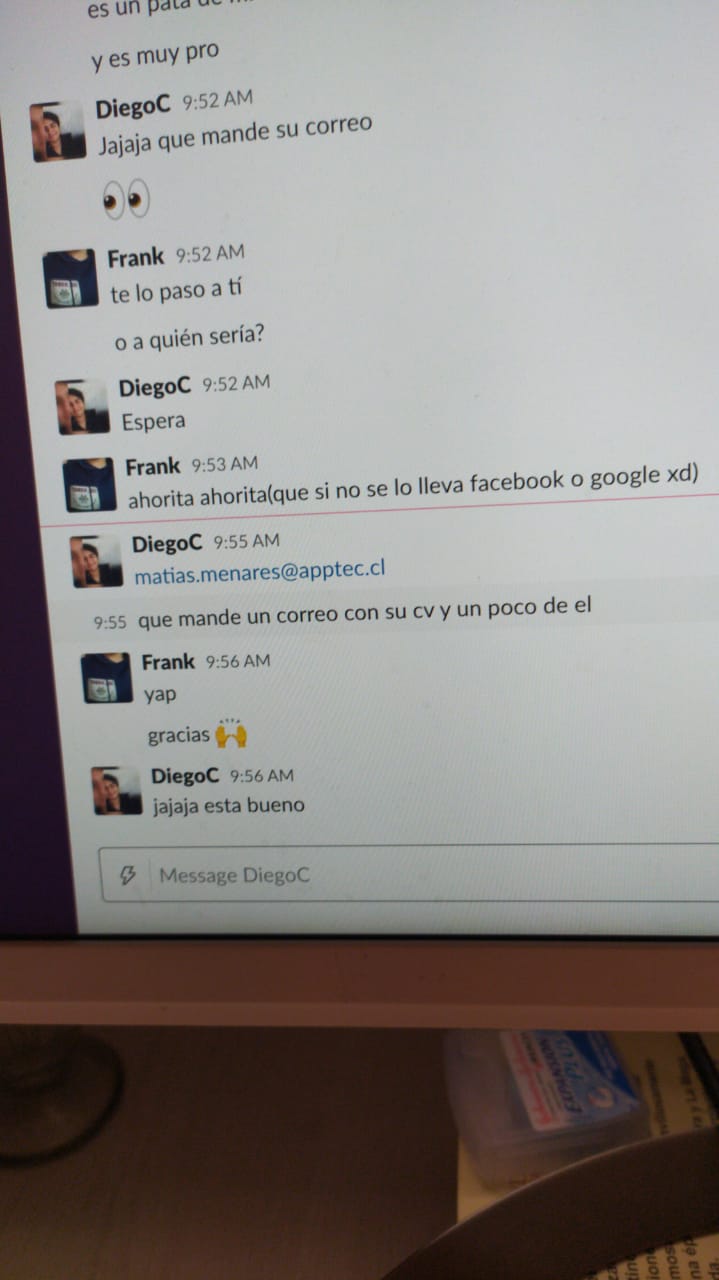 es un pata de
y es muy pro
DiegoC 9:52 AM
Jajaja que mande su correo
Frank 9:52 AM
te lo paso a tí
o a quién sería?
DiegoC 9:52 AM
Espera
Frank 9:53 AM
ahorita ahorita(que si no se lo lleva facebook o google xd)
DiegoC 9:55 AM
matias.menares@apptec.cl
9:55 que mande un correo con su cv y un poco de el
Frank 9:56 AM
yap
gracias
DiegoC 9:56 AM
jajaja esta bueno
Message DiegoC
PLUS